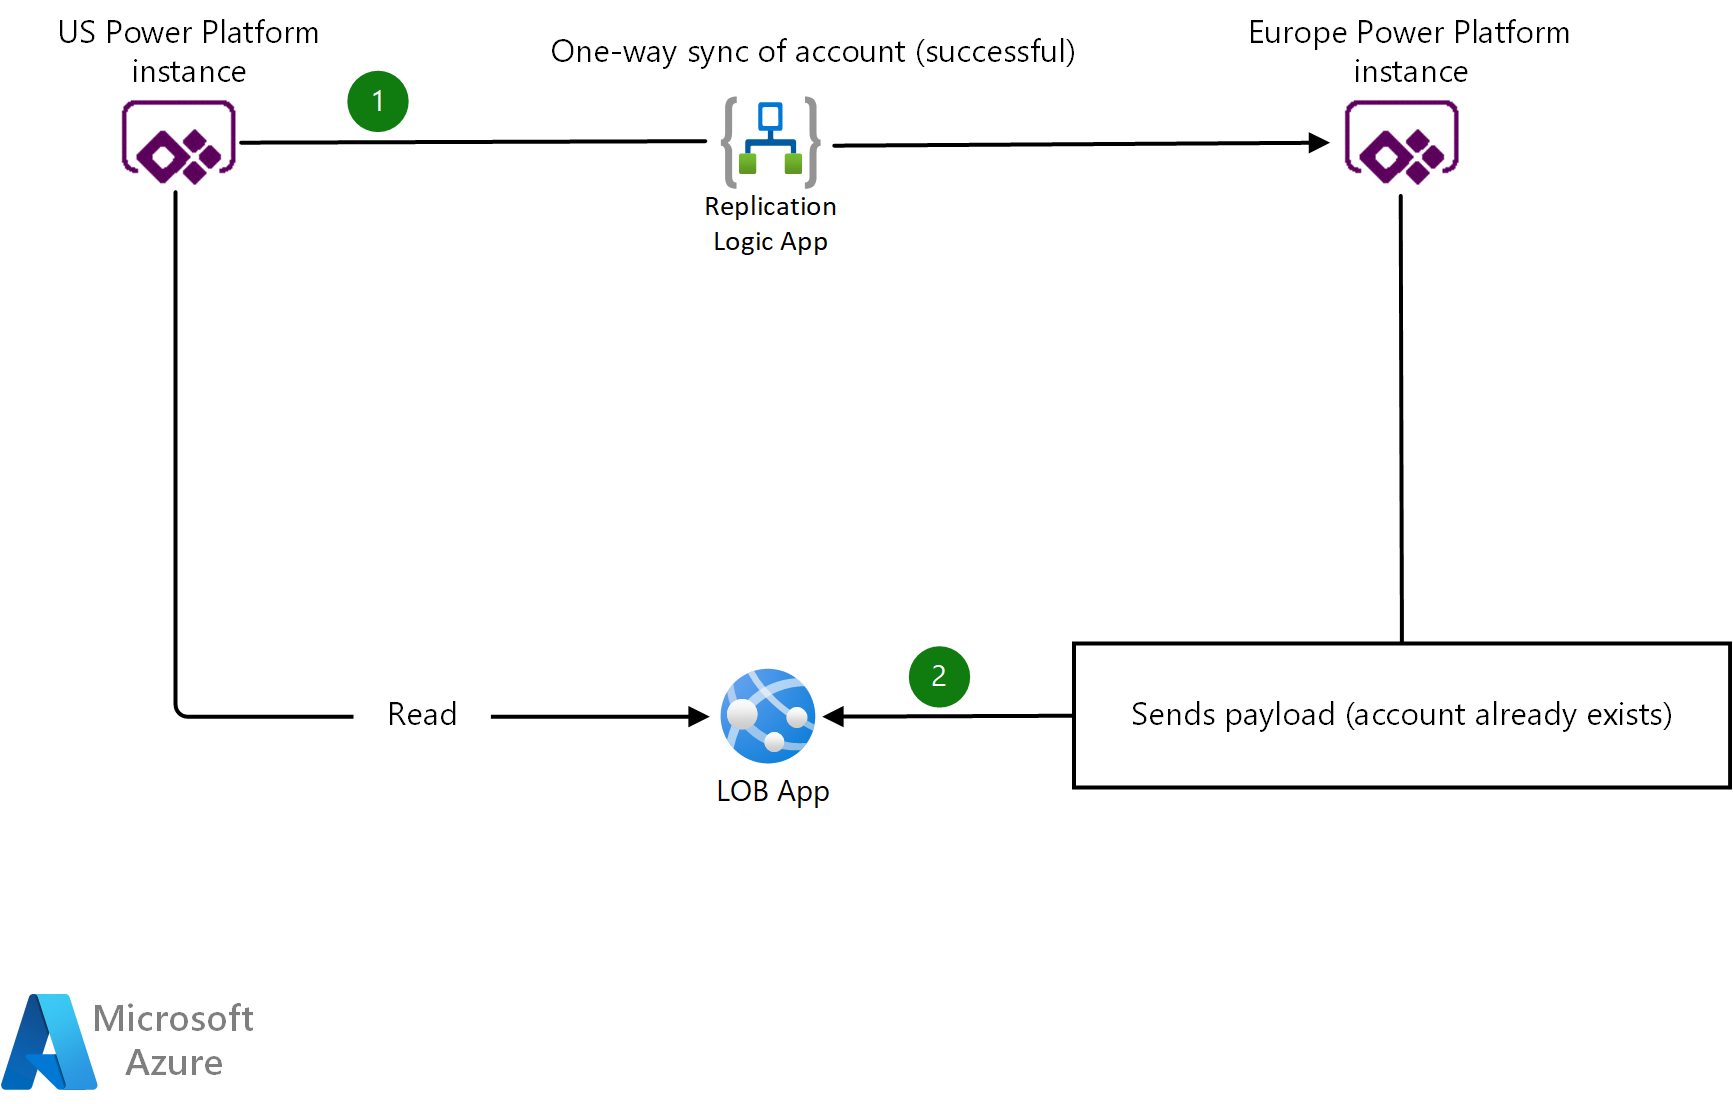 US Power Platform
instance
1
One-way sync of account (successful)
Europe Power Platform
instance
Replication
Logic App
Read
2
Sends payload (account already exists)
LOB App
Microsoft
Azure